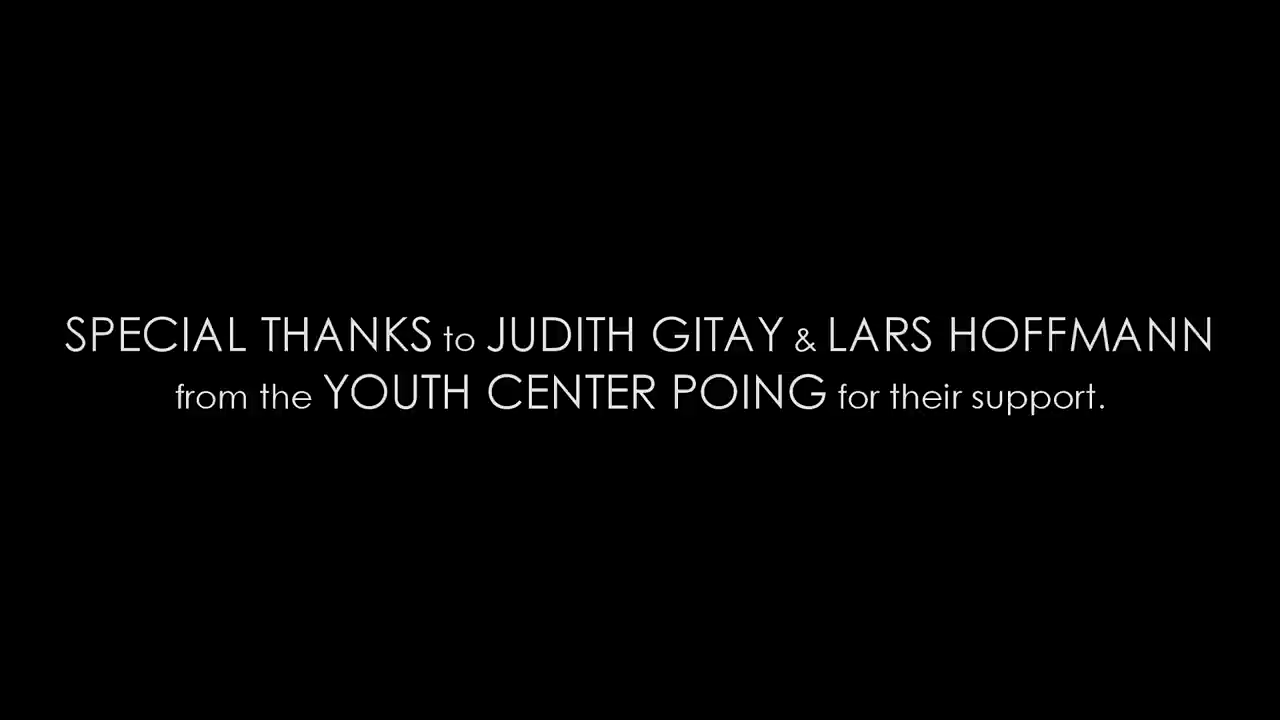 SPECIAL THANKS to JUDITH GITAY & LARS HOFFMANN
from the YOUTH CENTER POING for their support.